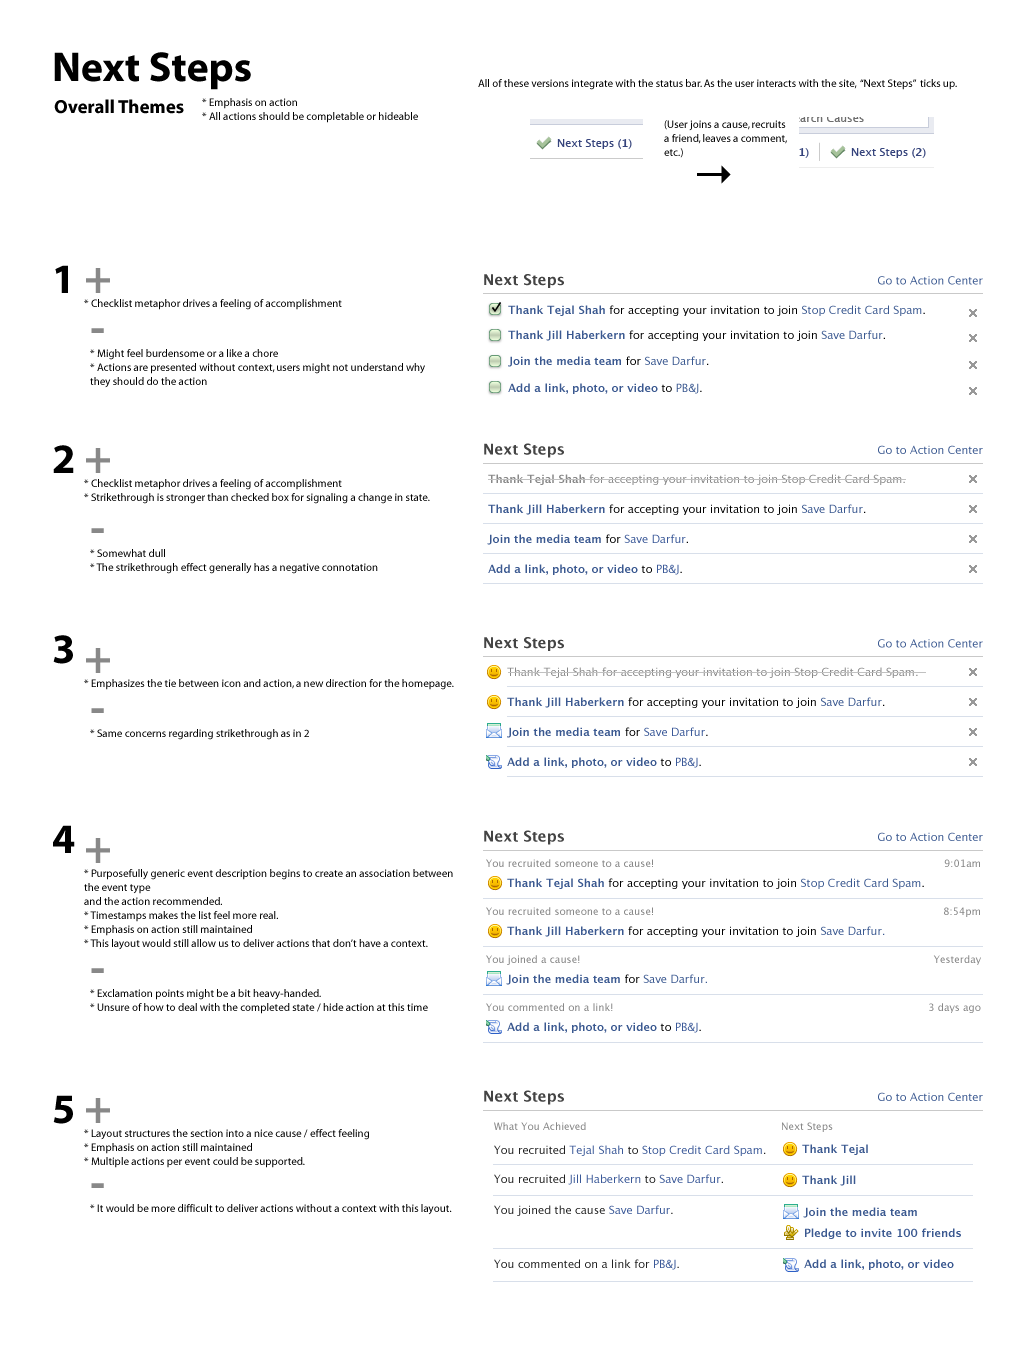 Next Steps
Overall Themes
* Emphasis on action
* All actions should be completable or hideable
All of these versions integrate with the status bar. As the user interacts with the site, “Next Steps” ticks up.
Next Steps (1)
(User joins a cause, recruits
a friend, leaves a comment,
etc.)
arch Causes
1)
Next Steps (2)
1
* Checklist metaphor drives a feeling of accomplishment
* Might feel burdensome or a like a chore
* Actions are presented without context, users might not understand why
they should do the action
Next Steps
Go to Action Center
Thank Tejal Shah for accepting your invitation to join Stop Credit Card Spam.
Thank Jill Haberkern for accepting your invitation to join Save Darfur.
Join the media team for Save Darfur.
Add a link, photo, or video to PB&J.
2
* Checklist metaphor drives a feeling of accomplishment
* Strikethrough is stronger than checked box for signaling a change in state.
* Somewhat dull
* The strikethrough effect generally has a negative connotation
Next Steps
Go to Action Center
Thank Tejal Shah for accepting your invitation to join Stop Credit Card Spam.
Thank Jill Haberkern for accepting your invitation to join Save Darfur.
Join the media team for Save Darfur.
Add a link, photo, or video to PB&J.
3
* Emphasizes the tie between icon and action, a new direction for the homepage.
* Same concerns regarding strikethrough as in 2
Next Steps
Go to Action Center
Thank Tejal Shah for accepting your invitation to join Stop Credit Card Spam.
Thank Jill Haberkern for accepting your invitation to join Save Darfur.
Join the media team for Save Darfur.
Add a link, photo, or video to PB&J.
4
* Purposefully generic event description begins to create an association between
the event type
and the action recommended.
* Timestamps makes the list feel more real.
* Emphasis on action still maintained
* This layout would still allow us to deliver actions that don’t have a context.
* Exclamation points might be a bit heavy-handed.
* Unsure of how to deal with the completed state / hide action at this time
Next Steps
Go to Action Center
You recruited someone to a cause! 9:01am
Thank Tejal Shah for accepting your invitation to join Stop Credit Card Spam.
You recruited someone to a cause! 8:54pm
Thank Jill Haberkern for accepting your invitation to join Save Darfur.
You joined a cause! Yesterday
Join the media team for Save Darfur.
You commented on a link! 3 days ago
Add a link, photo, or video to PB&J.
5
* Layout structures the section into a nice cause / effect feeling
* Emphasis on action still maintained
* Multiple actions per event could be supported.
* It would be more difficult to deliver actions without a context with this layout.
Next Steps
Go to Action Center
What You Achieved Next Steps
You recruited Tejal Shah to Stop Credit Card Spam. Thank Tejal
You recruited Jill Haberkern to Save Darfur. Thank Jill
You joined the cause Save Darfur. Join the media team
Pledge to invite 100 friends
You commented on a link for PB&J. Add a link, photo, or video